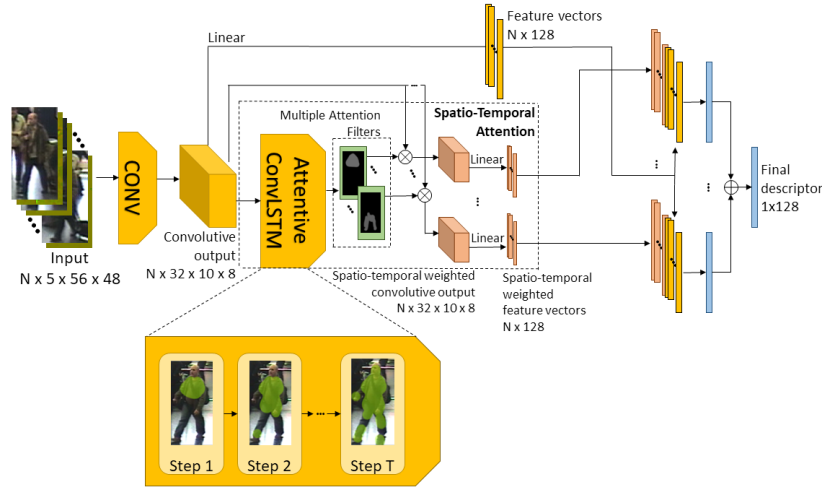 Feature vectors
N x 128
Linear
Multiple Attention
Filters
Spatio-Temporal
Attention
CONV
Attentive
ConvLSTM
Linear
Linear
Input
N x 5 x 56 x 48
Convolutive
output
N x 32 x 10 x 8
Spatio-temporal weighted
convolutive output
N x 32 x 10 x 8
Spatio-temporal
weighted
feature vectors
N x 128
Final
descriptor
1x128
Step 1
Step 2
Step T